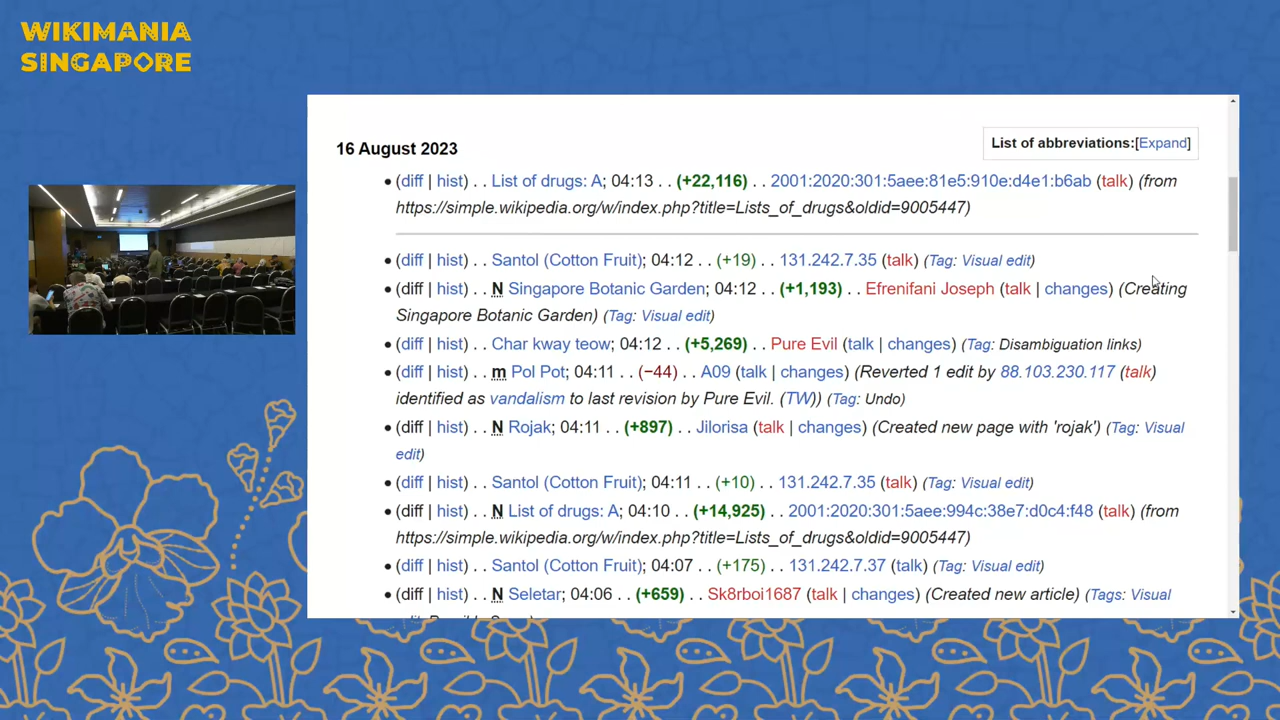 WIKIMANIA
SINGAPORE
16 August 2023
List of abbreviations:[Expand]
• (diff | hist) . . List of drugs: A; 04:13 . . (+22,116) . . 2001:2020:301:5aee:81e5:910e:d4e1:b6ab (talk) (from
https://simple.wikipedia.org/w/index.php?title=Lists_of_drugs&oldid=9005447)
• (diff | hist) . . Santol (Cotton Fruit); 04:12 . . (+19) . . 131.242.7.35 (talk) (Tag: Visual edit)
• (diff | hist) . . N Singapore Botanic Garden; 04:12 . . (+1,193) . . Efrenifani Joseph (talk | changes) (Creating
Singapore Botanic Garden) (Tag: Visual edit)
• (diff | hist) . . Char kway teow; 04:12 . . (+5,269) . . Pure Evil (talk | changes) (Tag: Disambiguation links)
• (diff | hist) . . m Pol Pot; 04:11 . . (−44) . . A09 (talk | changes) (Reverted 1 edit by 88.103.230.117 (talk)
identified as vandalism to last revision by Pure Evil. (TW)) (Tag: Undo)
• (diff | hist) . . N Rojak; 04:11 . . (+897) . . Jilorisa (talk | changes) (Created new page with 'rojak') (Tag: Visual
edit)
• (diff | hist) . . Santol (Cotton Fruit); 04:11 . . (+10) . . 131.242.7.35 (talk) (Tag: Visual edit)
• (diff | hist) . . N List of drugs: A; 04:10 . . (+14,925) . . 2001:2020:301:5aee:994c:38e7:d0c4:f48 (talk) (from
https://simple.wikipedia.org/w/index.php?title=Lists_of_drugs&oldid=9005447)
• (diff | hist) . . Santol (Cotton Fruit); 04:07 . . (+175) . . 131.242.7.37 (talk) (Tag: Visual edit)
• (diff | hist) . . N Seletar; 04:06 . . (+659) . . Sk8rboi1687 (talk | changes) (Created new article) (Tags: Visual